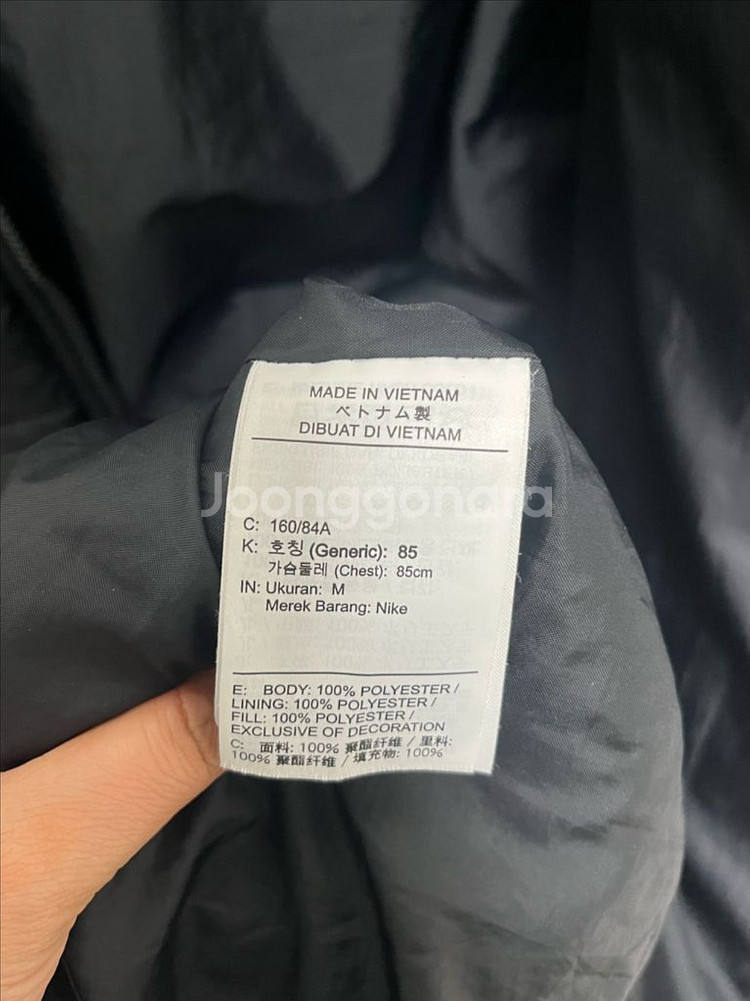 MADE IN VIETNAM
ベトナム製
DIBUAT DI VIETNAM
Joonggonara
C: 160/84A
K: 호칭 (Generic): 85
가슴둘레 (Chest): 85cm
IN: Ukuran: M
Merek Barang: Nike
E: BODY: 100% POLYESTER /
LINING: 100% POLYESTER /
FILL: 100% POLYESTER /
EXCLUSIVE OF DECORATION
C: 面料: 100% 聚酯纤维 / 里料:
100% 聚酯纤维 / 填充物: 100%